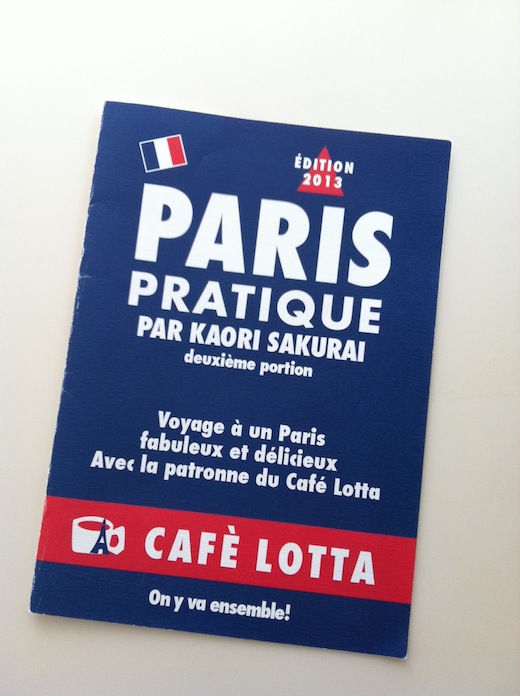 ÉDITION
2013
PARIS
PRATIQUE
PAR KAORI SAKURAI
deuxième portion
Voyage à un Paris
fabuleux et délicieux
Avec la patronne du Café Lotta
CAFÈ LOTTA
On y va ensemble!